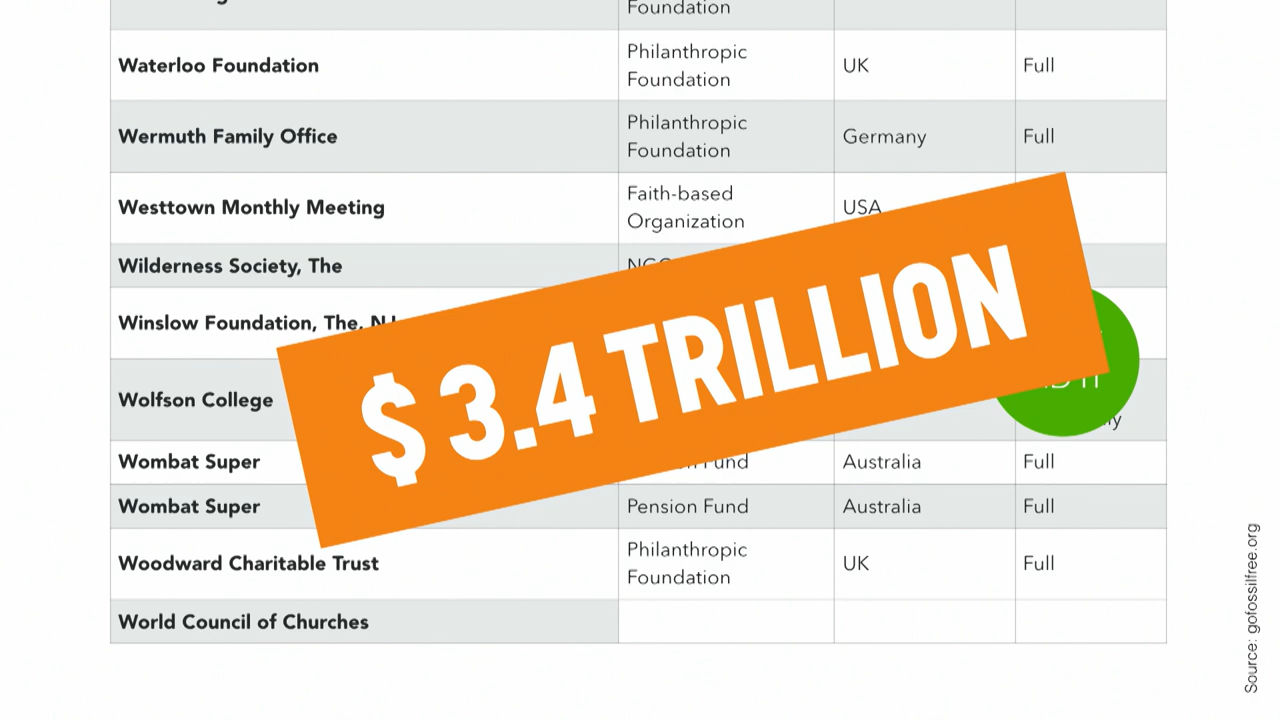 Foundation
Waterloo Foundation
Philanthropic
Foundation
UK
Full
Wermuth Family Office
Philanthropic
Foundation
Germany
Full
Westtown Monthly Meeting
Faith-based
Organization
USA
Wilderness Society, The
Winslow Foundation, The,
Wolfson College
$ 3.4 TRILLION
Wombat Super
Fund
Australia
Full
Wombat Super
Pension Fund
Australia
Full
Woodward Charitable Trust
Philanthropic
Foundation
UK
Full
World Council of Churches
Source: gofossilfree.org